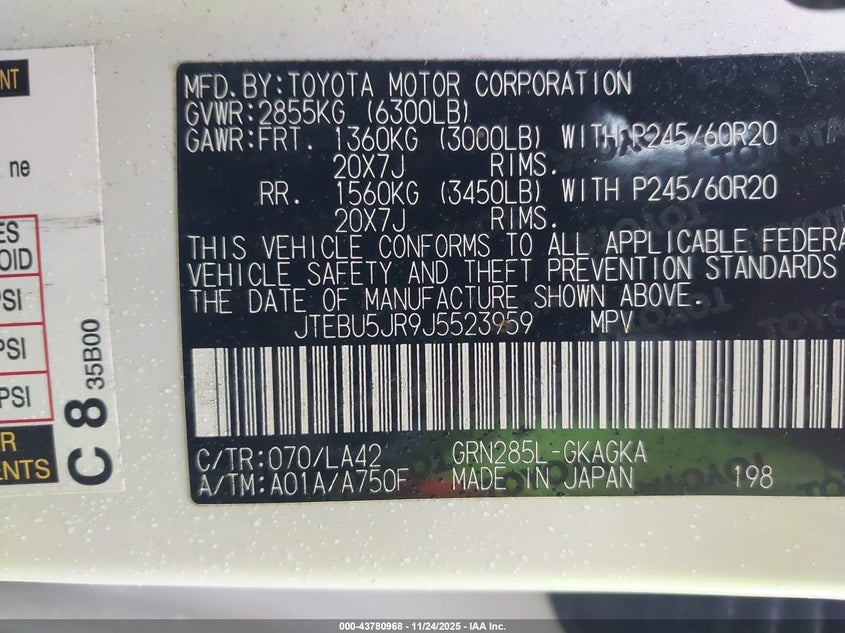 MFD.BY:TOYOTA MOTOR CORPORATION
GVWR:2855KG (6300LB)
GAWR:FRT. 1360KG (3000LB) WITH P245/60R20
20X7J RIMS.
RR. 1560KG (3450LB) WITH P245/60R20
20X7J RIMS.
THIS VEHICLE CONFORMS TO ALL APPLICABLE FEDERA
VEHICLE SAFETY AND THEFT PREVENTION STANDARDS
THE DATE OF MANUFACTURE SHOWN ABOVE.
JTEBU5JR9J5523959 MPV
C/TR:070/LA42 GRN285L-GKAGKA
A/TM:A01A/A750F MADE IN JAPAN 198
NT
ne
ES
OID
PSI
PSI
PSI
R
ENTS
C 8 35B00
000-43780968 - 11/24/2025 - IAA Inc.